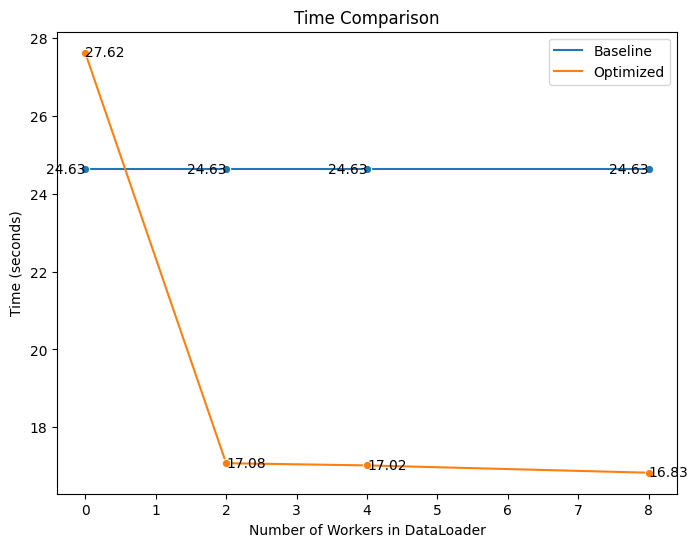 Time Comparison
28
27.62
Baseline
Optimized
26
24.63 24.63 24.63 24.63
24
22
20
18
17.08 17.02 16.83
Time (seconds)
0 1 2 3 4 5 6 7 8
Number of Workers in DataLoader